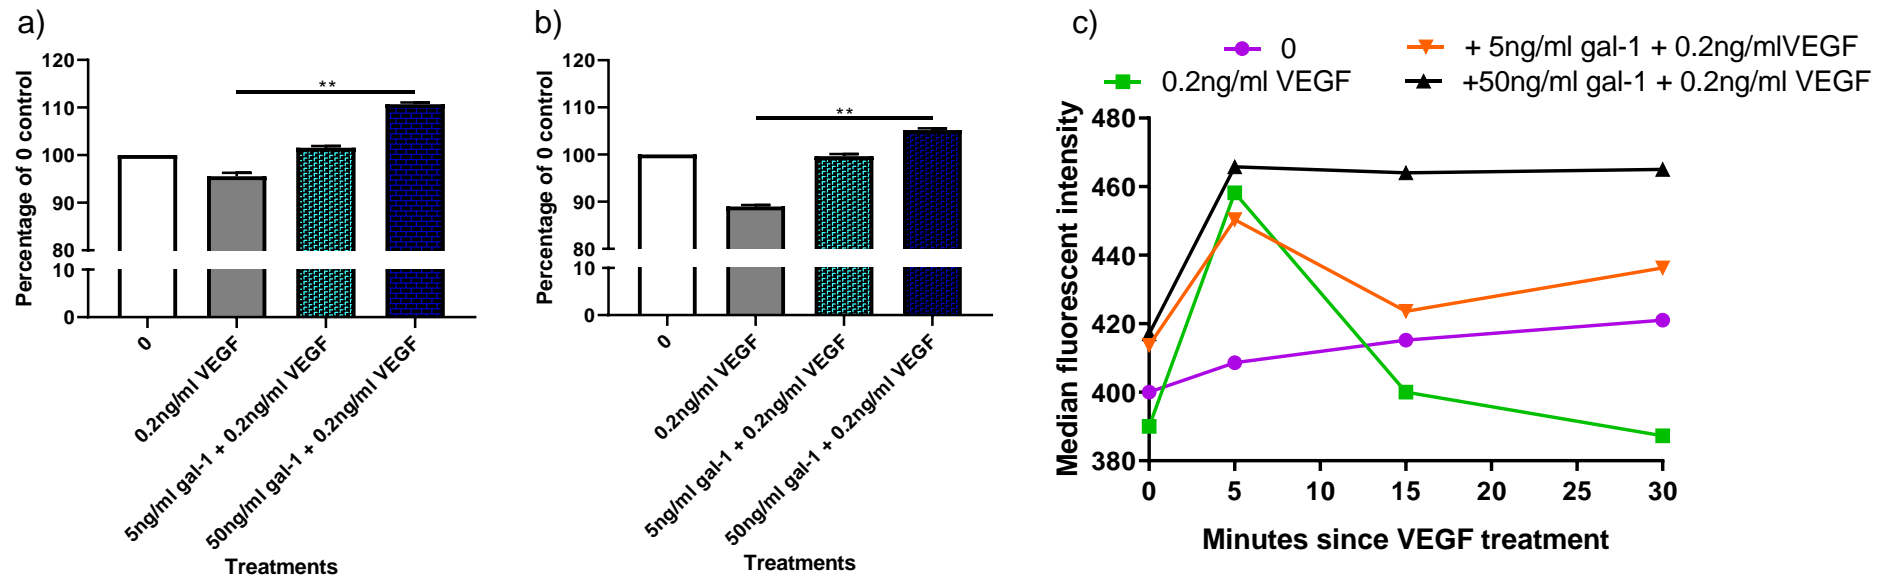 a)
120
110
100
90
80
10
0
Percentage of 0 control
**
0
0.2ng/ml VEGF
5ng/ml gal-1 + 0.2ng/ml VEGF
50ng/ml gal-1 + 0.2ng/ml VEGF
Treatments
b)
120
110
100
90
80
10
0
Percentage of 0 control
**
0
0.2ng/ml VEGF
5ng/ml gal-1 + 0.2ng/ml VEGF
50ng/ml gal-1 + 0.2ng/ml VEGF
Treatments
c)
0
+ 5ng/ml gal-1 + 0.2ng/mlVEGF
0.2ng/ml VEGF
+50ng/ml gal-1 + 0.2ng/ml VEGF
480
460
440
420
400
380
Median fluorescent intensity
0 5 10 15 20 25 30
Minutes since VEGF treatment